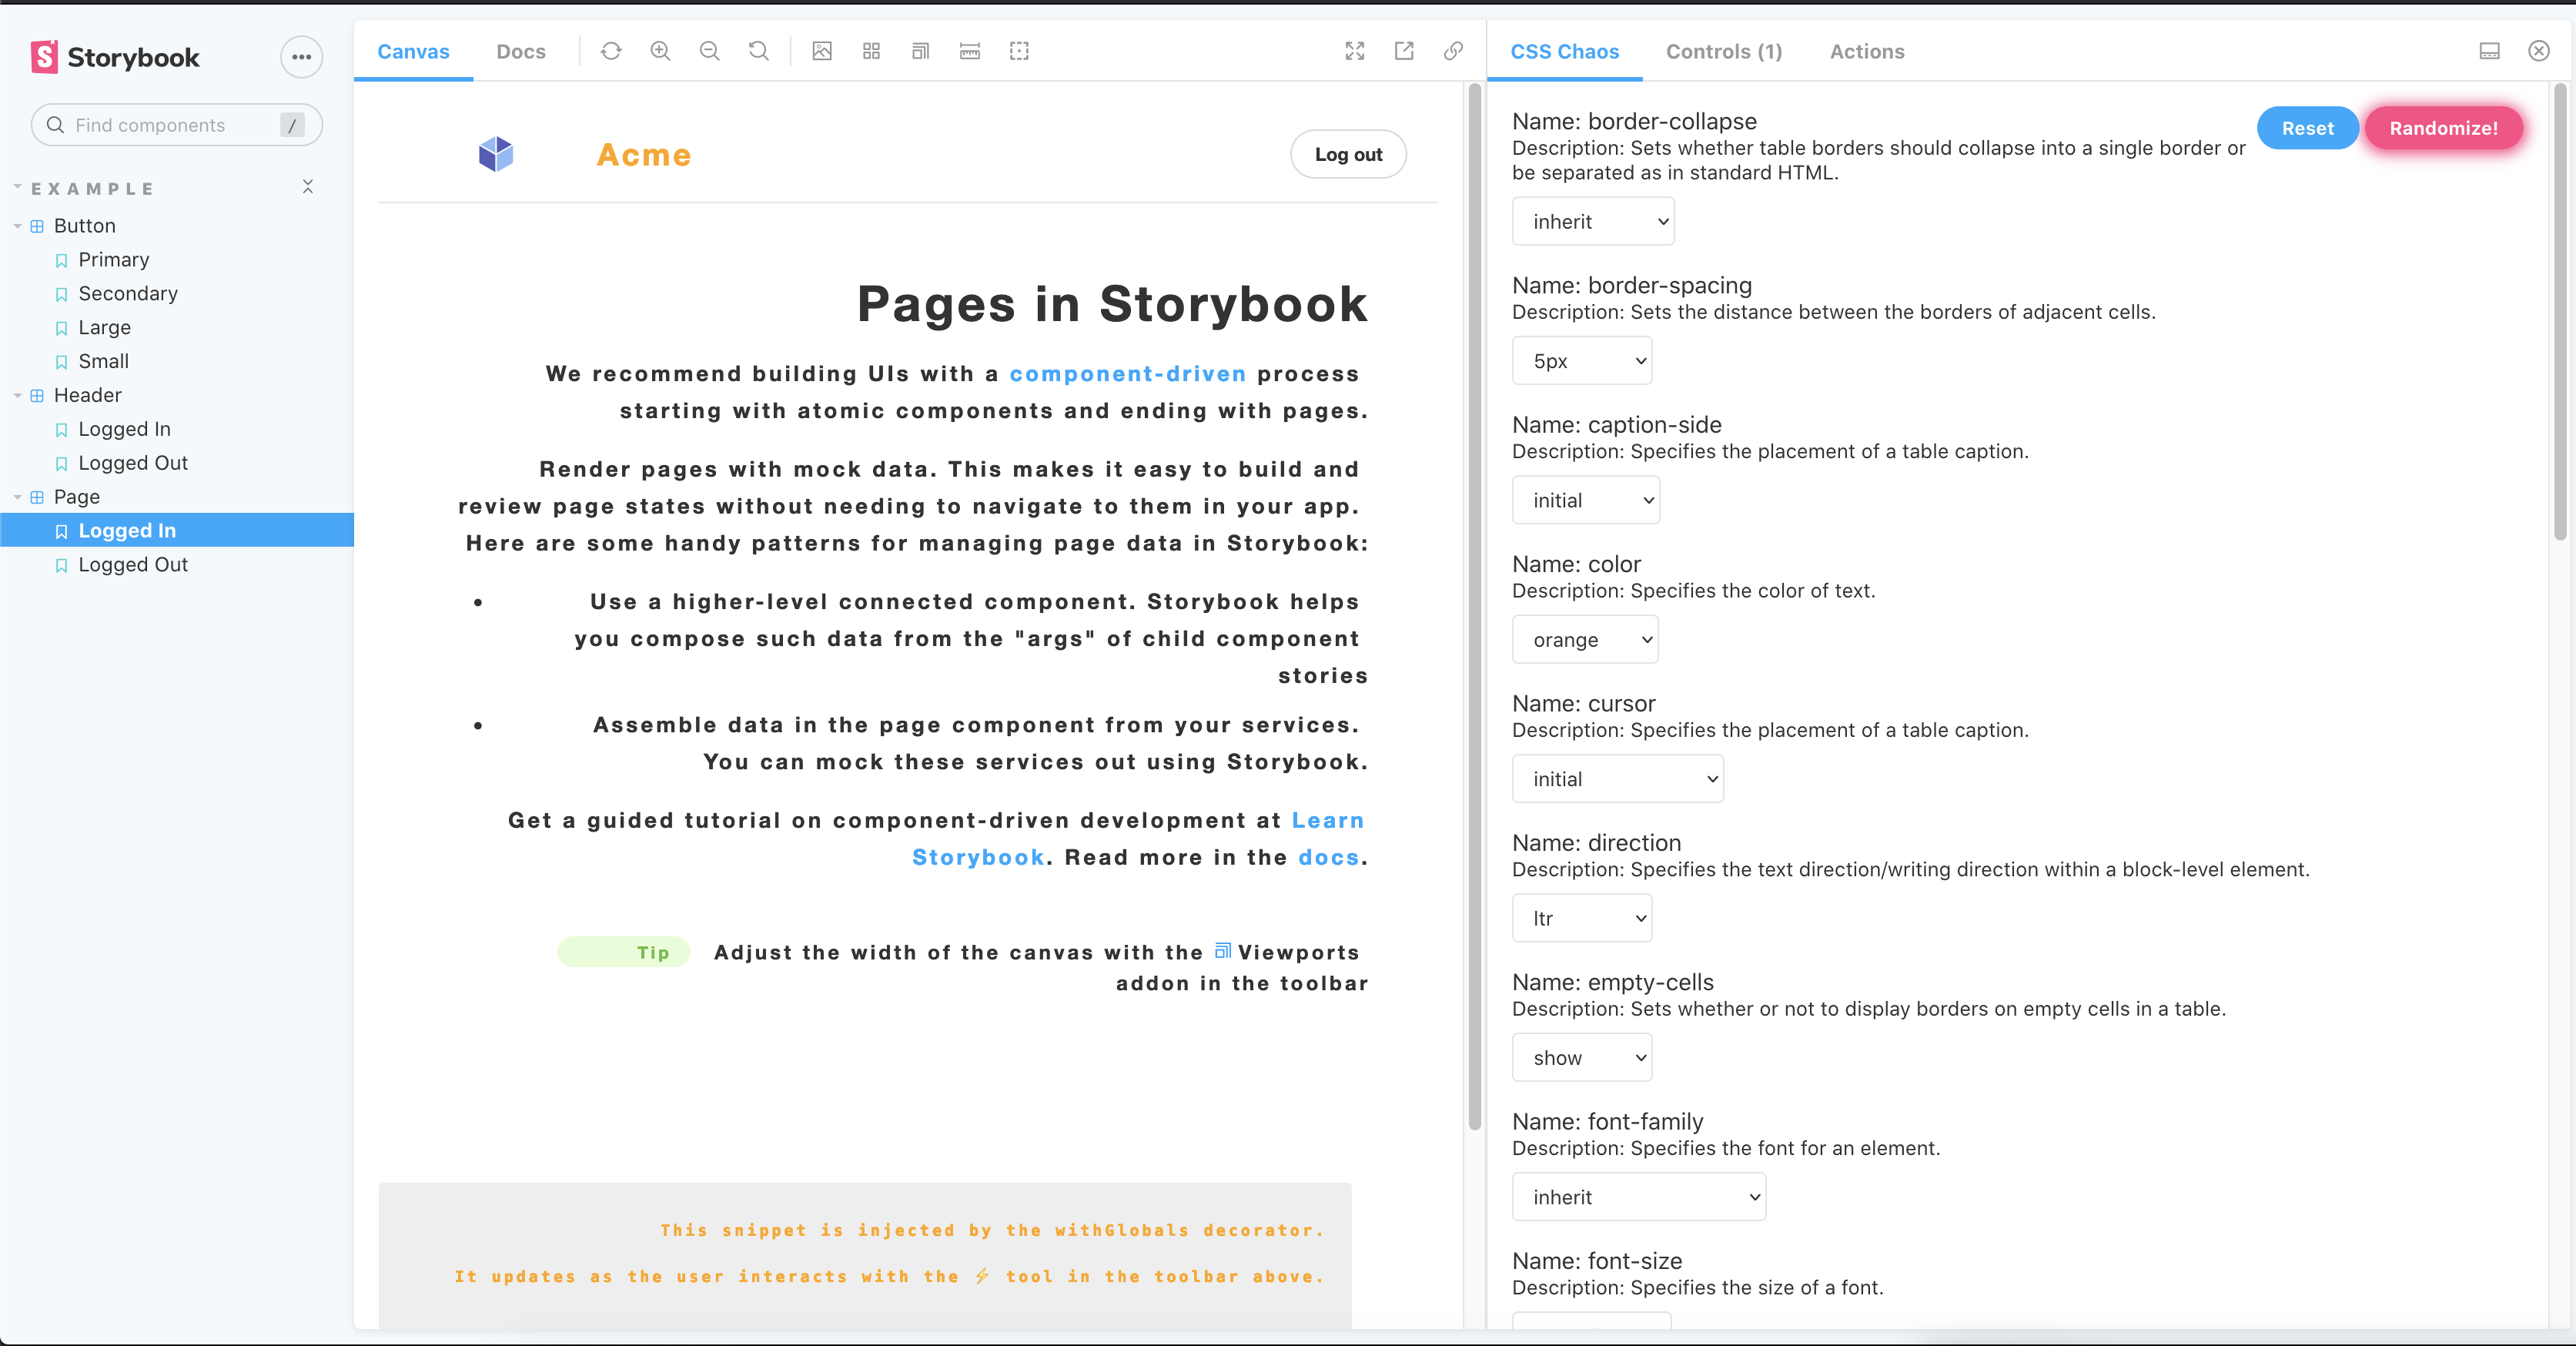 Storybook
Find components /
EXAMPLE
Button
Primary
Secondary
Large
Small
Header
Logged In
Logged Out
Page
Logged In
Logged Out
Canvas Docs
Acme Log out
Pages in Storybook
We recommend building UIs with a component-driven process
starting with atomic components and ending with pages.
Render pages with mock data. This makes it easy to build and
review page states without needing to navigate to them in your app.
Here are some handy patterns for managing page data in Storybook:
• Use a higher-level connected component. Storybook helps
you compose such data from the "args" of child component
stories
• Assemble data in the page component from your services.
You can mock these services out using Storybook.
Get a guided tutorial on component-driven development at Learn
Storybook. Read more in the docs.
Tip Adjust the width of the canvas with the Viewports
addon in the toolbar
This snippet is injected by the withGlobals decorator.
It updates as the user interacts with the ⚡ tool in the toolbar above.
CSS Chaos Controls (1) Actions
Reset Randomize!
Name: border-collapse
Description: Sets whether table borders should collapse into a single border or
be separated as in standard HTML.
inherit
Name: border-spacing
Description: Sets the distance between the borders of adjacent cells.
5px
Name: caption-side
Description: Specifies the placement of a table caption.
initial
Name: color
Description: Specifies the color of text.
orange
Name: cursor
Description: Specifies the placement of a table caption.
initial
Name: direction
Description: Specifies the text direction/writing direction within a block-level element.
ltr
Name: empty-cells
Description: Sets whether or not to display borders on empty cells in a table.
show
Name: font-family
Description: Specifies the font for an element.
inherit
Name: font-size
Description: Specifies the size of a font.